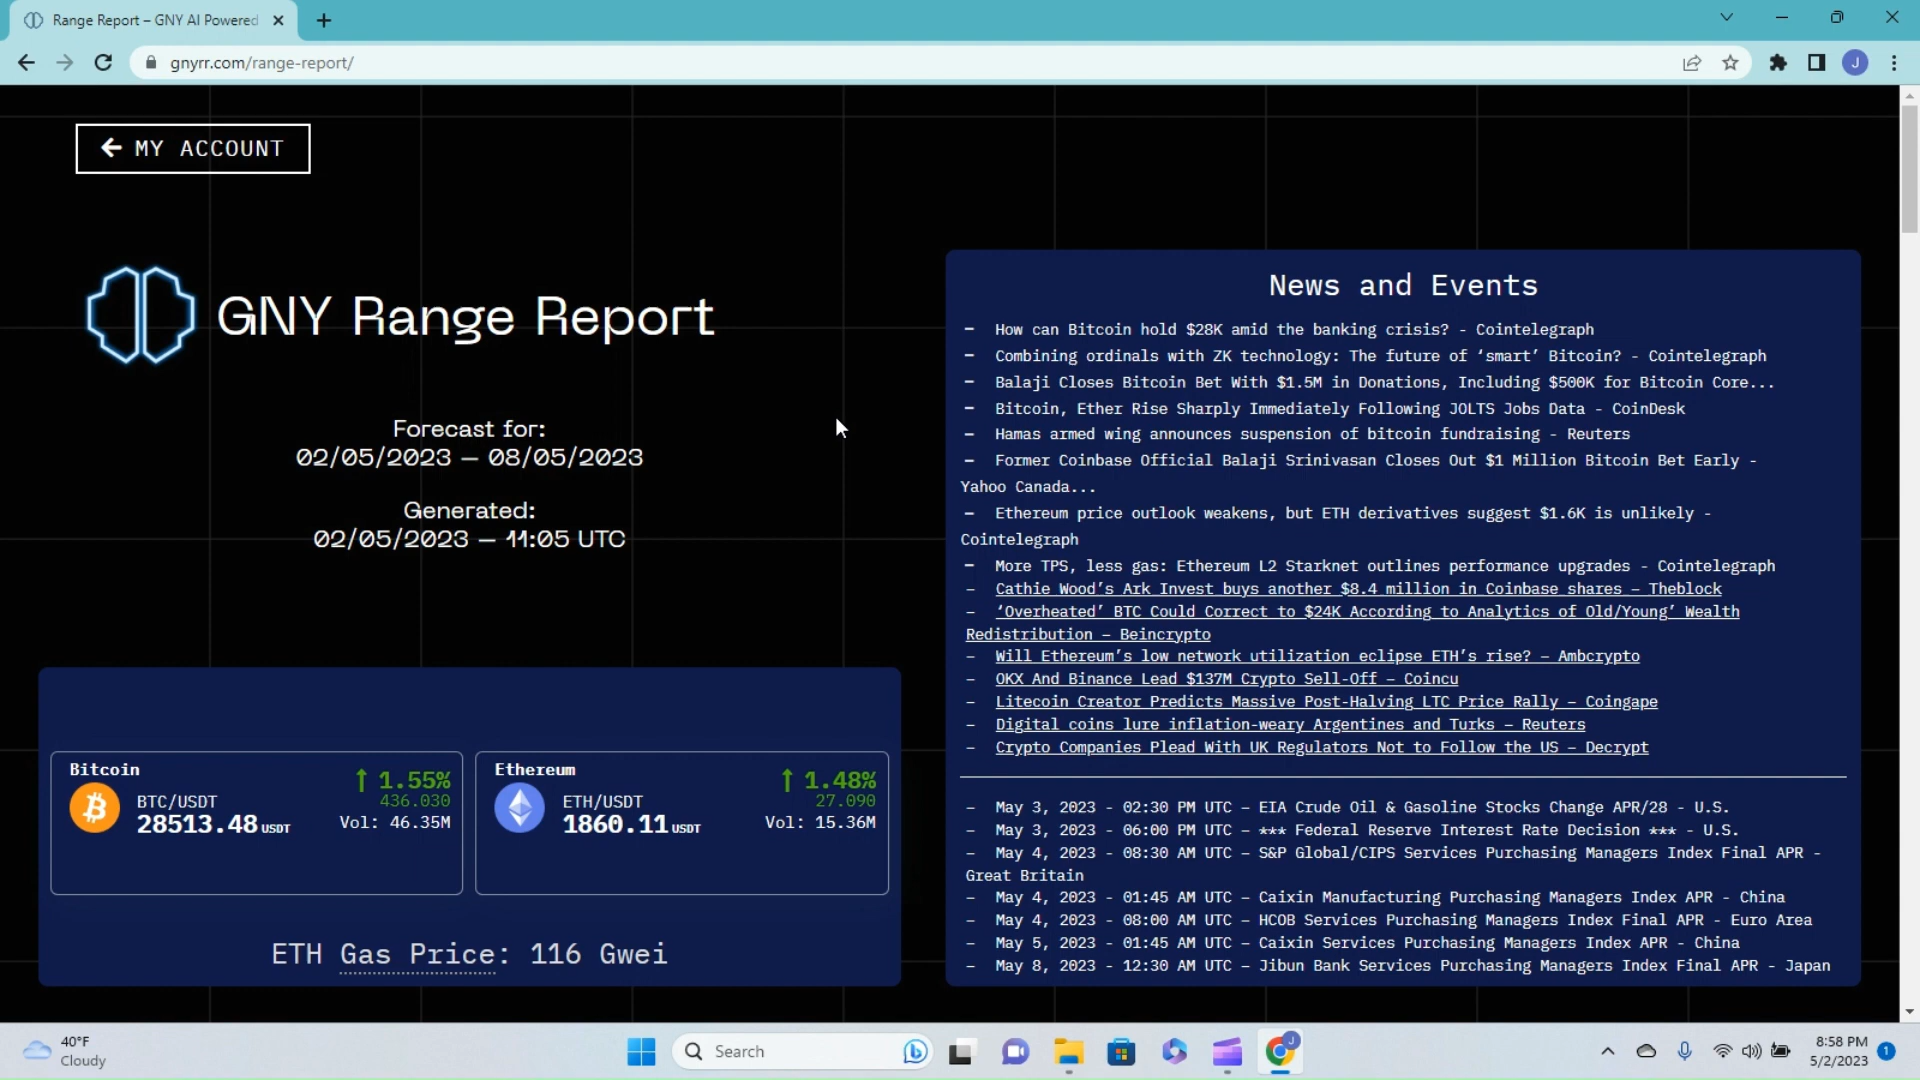 Range Report – GNY AI Powered
gnyrr.com/range-report/
J
MY ACCOUNT
GNY Range Report
Forecast for:
02/05/2023 – 08/05/2023
Generated:
02/05/2023 – 11:05 UTC
Bitcoin
BTC/USDT
28513.48 USDT
↑ 1.55%
436.030
Vol: 46.35M
Ethereum
ETH/USDT
1860.11 USDT
↑ 1.48%
27.090
Vol: 15.36M
ETH Gas Price: 116 Gwei
News and Events
– How can Bitcoin hold $28K amid the banking crisis? - Cointelegraph
– Combining ordinals with ZK technology: The future of ‘smart’ Bitcoin? - Cointelegraph
– Balaji Closes Bitcoin Bet With $1.5M in Donations, Including $500K for Bitcoin Core...
– Bitcoin, Ether Rise Sharply Immediately Following JOLTS Jobs Data - CoinDesk
– Hamas armed wing announces suspension of bitcoin fundraising - Reuters
– Former Coinbase Official Balaji Srinivasan Closes Out $1 Million Bitcoin Bet Early -
Yahoo Canada...
– Ethereum price outlook weakens, but ETH derivatives suggest $1.6K is unlikely -
Cointelegraph
– More TPS, less gas: Ethereum L2 Starknet outlines performance upgrades - Cointelegraph
– Cathie Wood’s Ark Invest buys another $8.4 million in Coinbase shares – Theblock
– ‘Overheated’ BTC Could Correct to $24K According to Analytics of Old/Young’ Wealth
Redistribution – Beincrypto
– Will Ethereum’s low network utilization eclipse ETH’s rise? – Ambcrypto
– OKX And Binance Lead $137M Crypto Sell-Off – Coincu
– Litecoin Creator Predicts Massive Post-Halving LTC Price Rally – Coingape
– Digital coins lure inflation-weary Argentines and Turks – Reuters
– Crypto Companies Plead With UK Regulators Not to Follow the US – Decrypt
– May 3, 2023 - 02:30 PM UTC – EIA Crude Oil & Gasoline Stocks Change APR/28 - U.S.
– May 3, 2023 - 06:00 PM UTC – *** Federal Reserve Interest Rate Decision *** - U.S.
– May 4, 2023 - 08:30 AM UTC – S&P Global/CIPS Services Purchasing Managers Index Final APR -
Great Britain
– May 4, 2023 - 01:45 AM UTC – Caixin Manufacturing Purchasing Managers Index APR - China
– May 4, 2023 - 08:00 AM UTC – HCOB Services Purchasing Managers Index Final APR - Euro Area
– May 5, 2023 - 01:45 AM UTC – Caixin Services Purchasing Managers Index APR - China
– May 8, 2023 - 12:30 AM UTC – Jibun Bank Services Purchasing Managers Index Final APR - Japan
40°F
Cloudy
Search
J
8:58 PM
5/2/2023
1